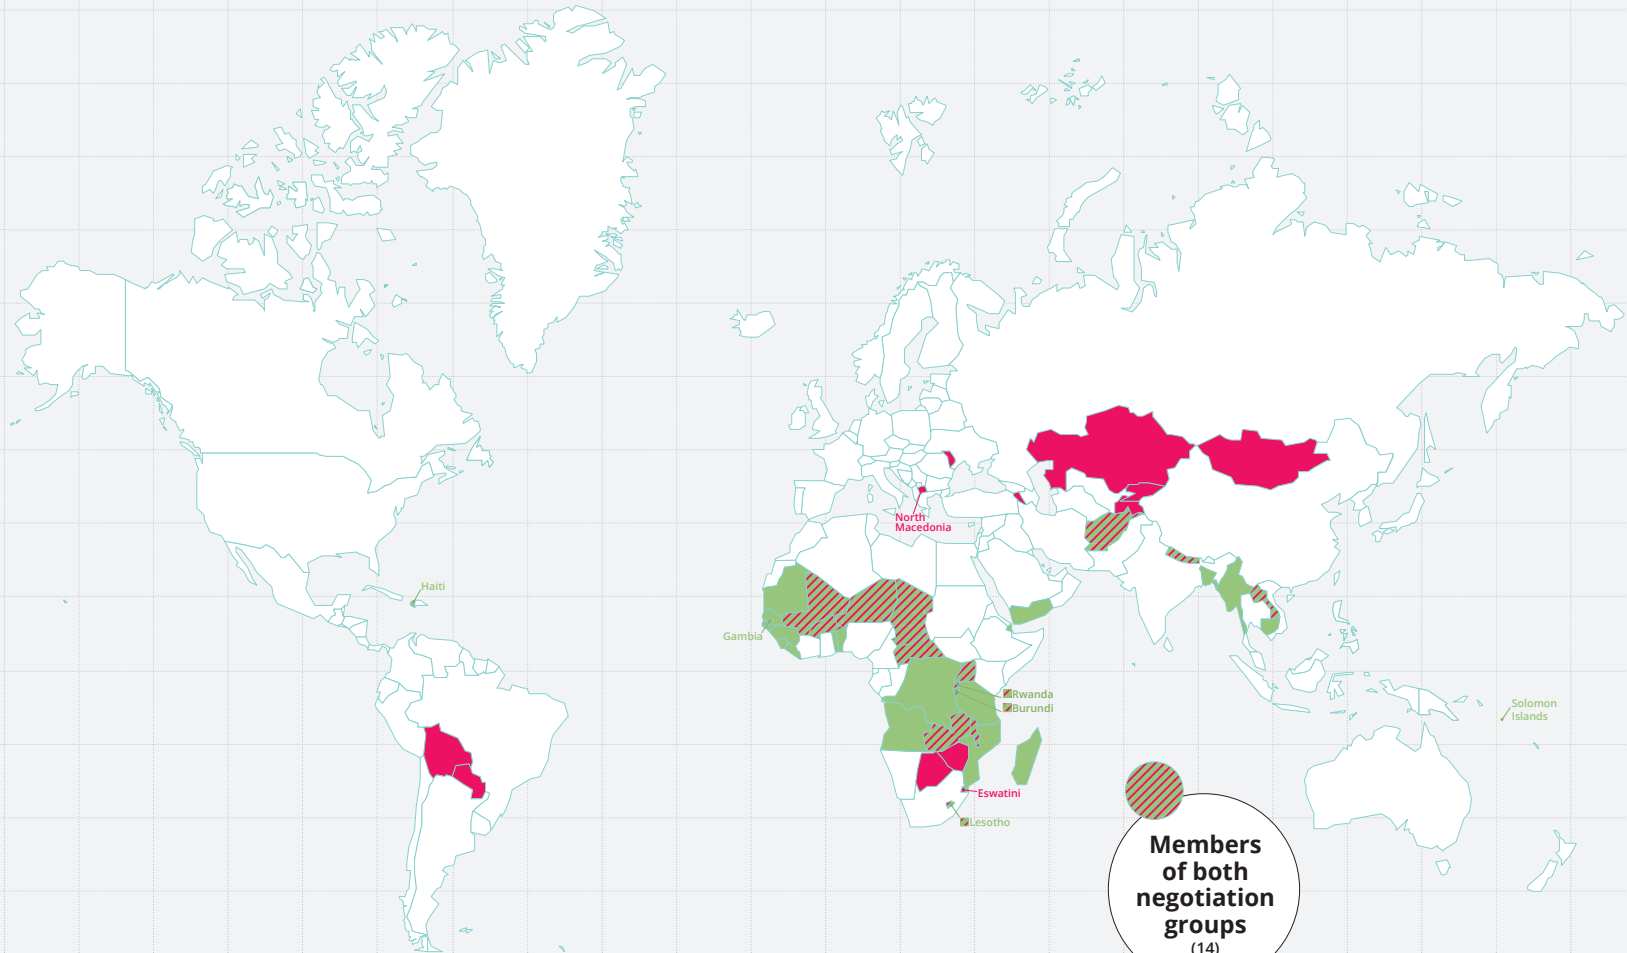 North
Macedonia
Haiti
Gambia
Rwanda
Burundi
Solomon
Islands
Eswatini
Lesotho
Members
of both
negotiation
groups
(14)